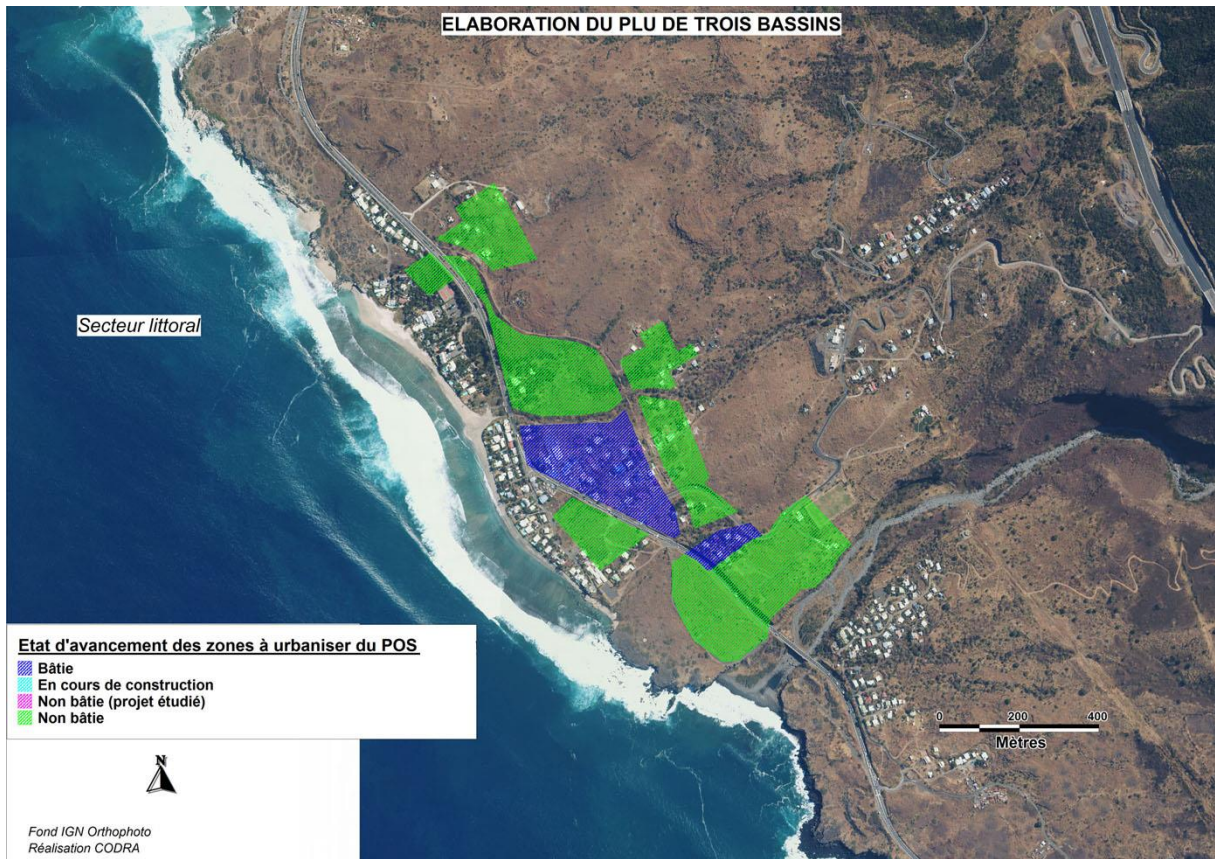 ELABORATION DU PLU DE TROIS BASSINS
Secteur littoral
Etat d'avancement des zones à urbaniser du POS
Bâtie
En cours de construction
Non bâtie (projet étudié)
Non bâtie
0 200 400
Mètres
N
Fond IGN Orthophoto
Réalisation CODRA